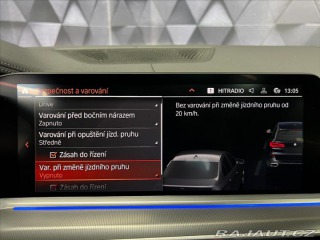 ezpečnost a varování
HITRADIO
13:05
Drive
Varování před bočním nárazem
Zapnuto
Varování při opuštění jízd. pruhu
Středně
Zásah do řízení
Var. při změně jízdního pruhu
Vypnuto
Zásah do řízení
Bez varování při změně jízdního pruhu od
20 km/h.
BAJAUTO.CZ